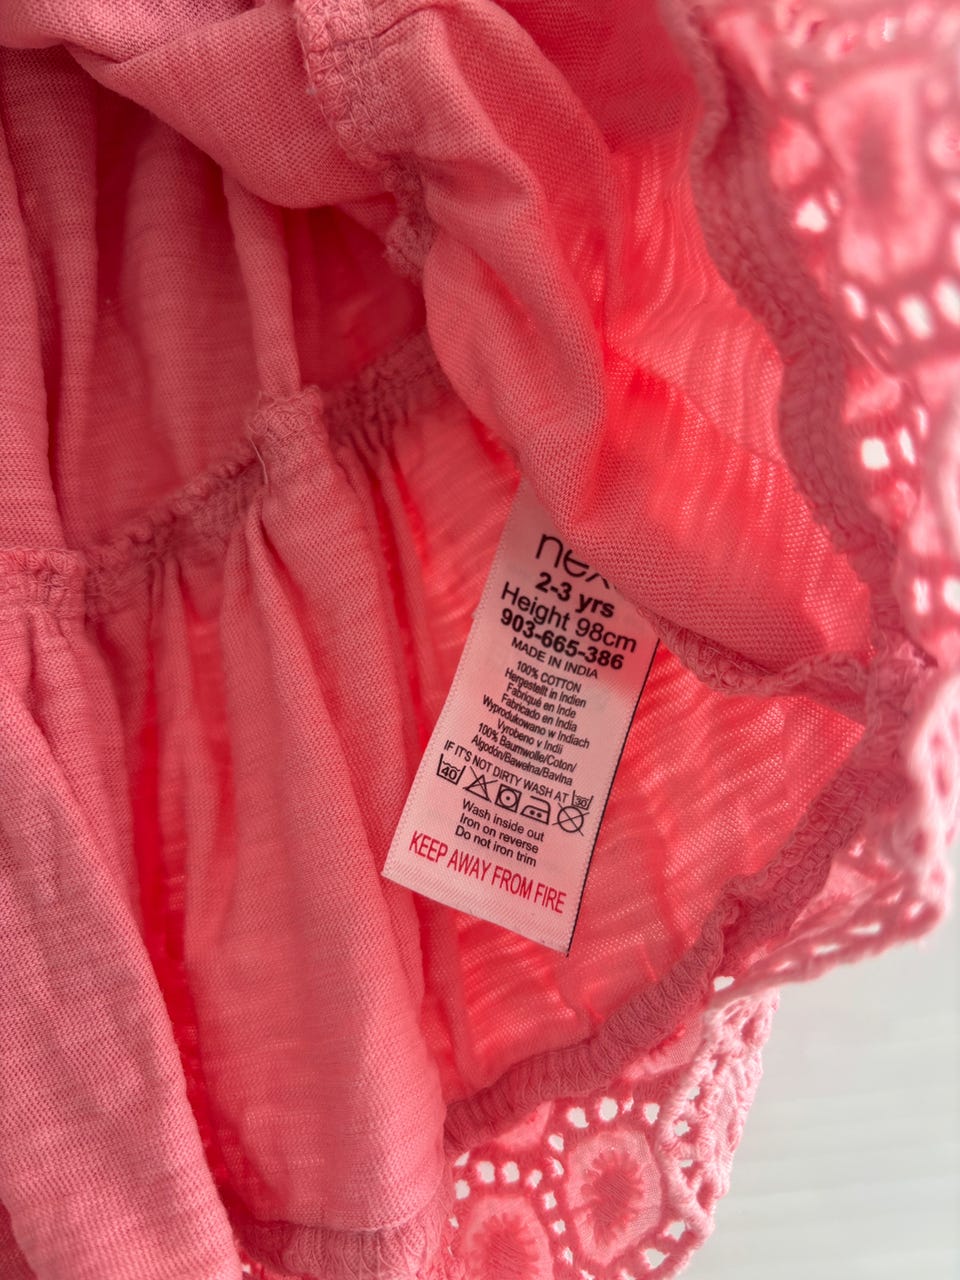 nex
2-3 yrs
Height 98cm
903-665-386
MADE IN INDIA
100% COTTON
Hergestellt in Indien
Fabriqué en Inde
Fabricado en India
Wyprodukowano w Indiach
Vyrobeno v Indii
100% Baumwolle/Coton/
Algodón/Bawełna/Bavlna
IF IT'S NOT DIRTY WASH AT 30
40
Wash inside out
Iron on reverse
Do not iron trim
KEEP AWAY FROM FIRE